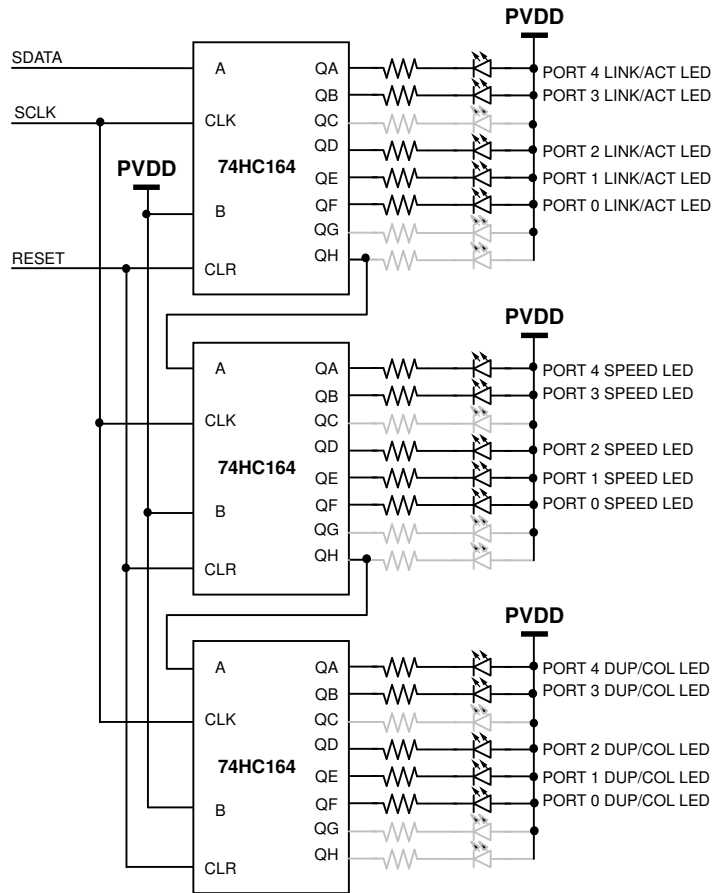 PVDD
SDATA
A
QA
PORT 4 LINK/ACT LED
QB
PORT 3 LINK/ACT LED
SCLK
CLK
QC
QD
PORT 2 LINK/ACT LED
PVDD
74HC164
QE
PORT 1 LINK/ACT LED
B
QF
PORT 0 LINK/ACT LED
QG
RESET
CLR
QH
PVDD
A
QA
PORT 4 SPEED LED
QB
PORT 3 SPEED LED
CLK
QC
QD
PORT 2 SPEED LED
74HC164
QE
PORT 1 SPEED LED
B
QF
PORT 0 SPEED LED
QG
CLR
QH
PVDD
A
QA
PORT 4 DUP/COL LED
QB
PORT 3 DUP/COL LED
CLK
QC
QD
PORT 2 DUP/COL LED
74HC164
QE
PORT 1 DUP/COL LED
B
QF
PORT 0 DUP/COL LED
QG
CLR
QH